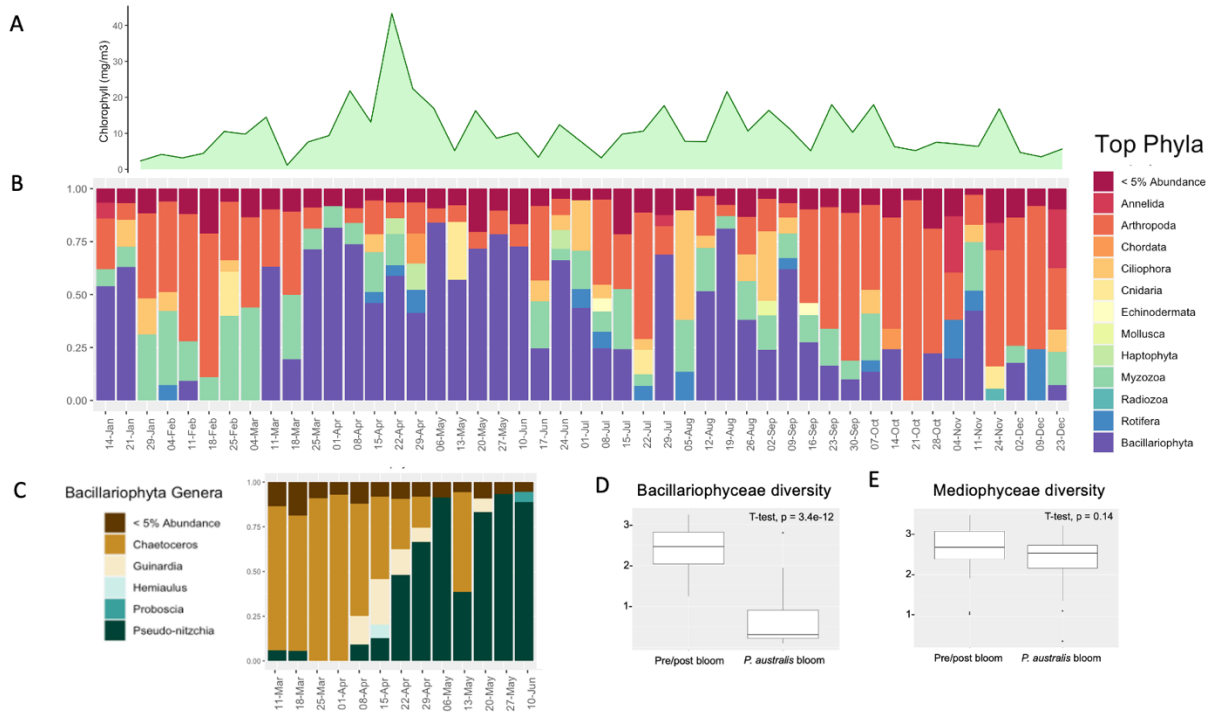 A
Chlorophyll (mg/m3)
40
30
20
10
0
B
1.00
0.75
0.50
0.25
0.00
14-Jan
21-Jan
29-Jan
04-Feb
11-Feb
18-Feb
25-Feb
04-Mar
11-Mar
18-Mar
25-Mar
01-Apr
08-Apr
15-Apr
22-Apr
29-Apr
06-May
13-May
20-May
27-May
10-Jun
17-Jun
24-Jun
01-Jul
08-Jul
15-Jul
22-Jul
29-Jul
05-Aug
12-Aug
19-Aug
26-Aug
02-Sep
09-Sep
16-Sep
23-Sep
30-Sep
07-Oct
14-Oct
21-Oct
28-Oct
04-Nov
11-Nov
24-Nov
02-Dec
09-Dec
23-Dec
Top Phyla
< 5% Abundance
Annelida
Arthropoda
Chordata
Ciliophora
Cnidaria
Echinodermata
Mollusca
Haptophyta
Myzozoa
Radiozoa
Rotifera
Bacillariophyta
C
Bacillariophyta Genera
< 5% Abundance
Chaetoceros
Guinardia
Hemiaulus
Proboscia
Pseudo-nitzchia
1.00
0.75
0.50
0.25
0.00
11-Mar
18-Mar
25-Mar
01-Apr
08-Apr
15-Apr
22-Apr
29-Apr
06-May
13-May
20-May
27-May
10-Jun
D
Bacillariophyceae diversity
T-test, p = 3.4e-12
3
2
1
Pre/post bloom
P. australis bloom
E
Mediophyceae diversity
T-test, p = 0.14
3
2
1
Pre/post bloom
P. australis bloom